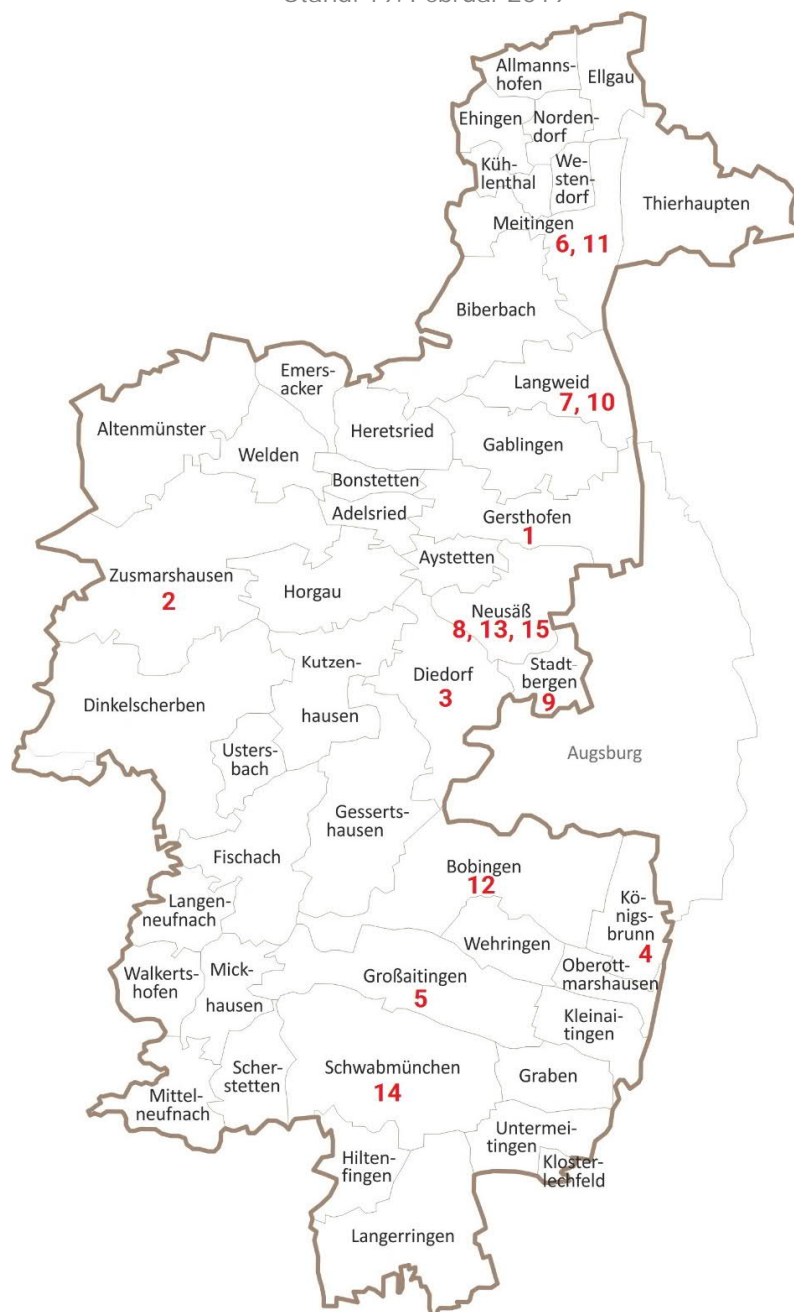 Allmanns-
hofen
Ellgau
Ehingen
Norden-
dorf
Küh-
lenthal
We-
sten-
dorf
Thierhaupten
Meitingen
6, 11
Biberbach
Emers-
acker
Langweid
7, 10
Altenmünster
Heretsried
Gablingen
Welden
Bonstetten
Adelsried
Gersthofen
1
Aystetten
Zusmarshausen
2
Horgau
Neusäß
8, 13, 15
Kutzen-
hausen
Diedorf
3
Stadt-
bergen
9
Dinkelscherben
Usters-
bach
Augsburg
Gesserts-
hausen
Fischach
Bobingen
12
Langen-
neufnach
Kö-
nigs-
brunn
4
Wehringen
Walkerts-
hofen
Mick-
hausen
Großaitingen
5
Oberott-
marshausen
Kleinai-
tingen
Scher-
stetten
Schwabmünchen
14
Graben
Mittel-
neufnach
Untermei-
tingen
Hilten-
fingen
Kloster-
lechfeld
Langerringen